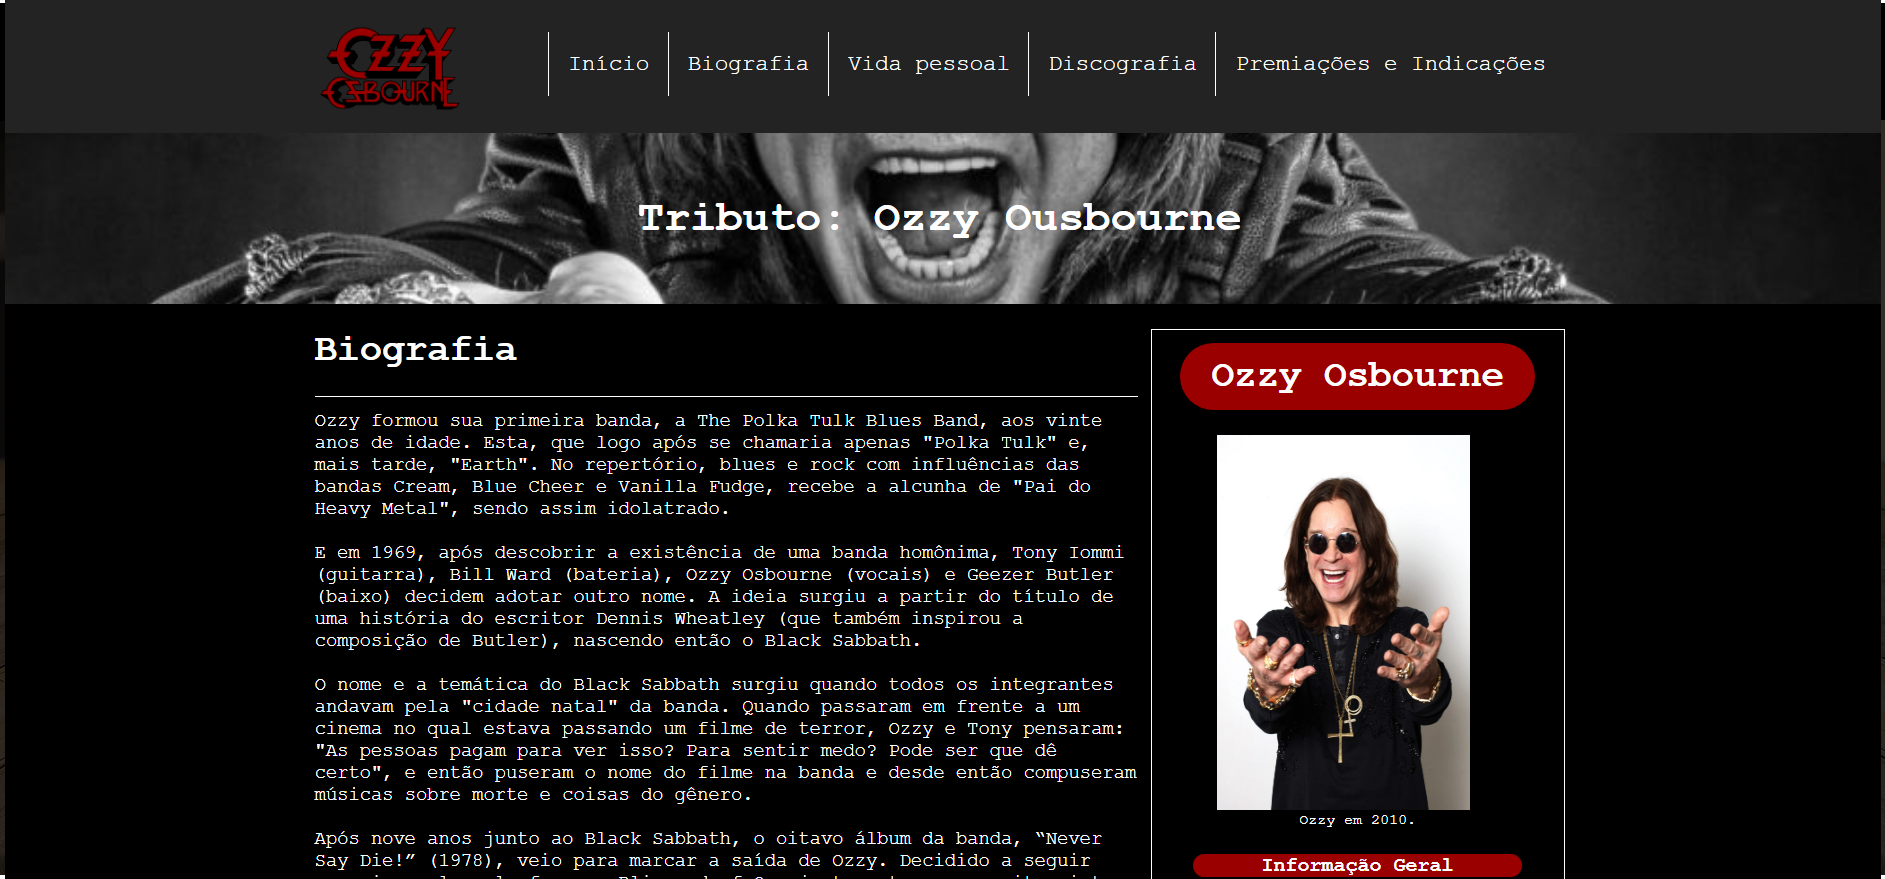 OZZY
OSBOURNE
Início
Biografia
Vida pessoal
Discografia
Premiações e Indicações
Tributo: Ozzy Ousbourne
Biografia
Ozzy formou sua primeira banda, a The Polka Tulk Blues Band, aos vinte
anos de idade. Esta, que logo após se chamaria apenas "Polka Tulk" e,
mais tarde, "Earth". No repertório, blues e rock com influências das
bandas Cream, Blue Cheer e Vanilla Fudge, recebe a alcunha de "Pai do
Heavy Metal", sendo assim idolatrado.
E em 1969, após descobrir a existência de uma banda homônima, Tony Iommi
(guitarra), Bill Ward (bateria), Ozzy Osbourne (vocais) e Geezer Butler
(baixo) decidem adotar outro nome. A ideia surgiu a partir do título de
uma história do escritor Dennis Wheatley (que também inspirou a
composição de Butler), nascendo então o Black Sabbath.
O nome e a temática do Black Sabbath surgiu quando todos os integrantes
andavam pela "cidade natal" da banda. Quando passaram em frente a um
cinema no qual estava passando um filme de terror, Ozzy e Tony pensaram:
"As pessoas pagam para ver isso? Para sentir medo? Pode ser que dê
certo", e então puseram o nome do filme na banda e desde então compuseram
músicas sobre morte e coisas do gênero.
Após nove anos junto ao Black Sabbath, o oitavo álbum da banda, “Never
Say Die!” (1978), veio para marcar a saída de Ozzy. Decidido a seguir
Ozzy Osbourne
Ozzy em 2010.
Informação Geral